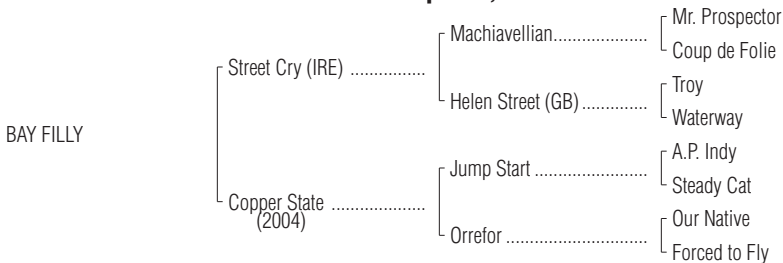 Mr. Prospector
Machiavellian....................
Coup de Folie
Street Cry (IRE) ................
Troy
Helen Street (GB)..............
Waterway
BAY FILLY
A.P. Indy
Jump Start ........................
Steady Cat
Copper State ....................
(2004)
Our Native
Orrefor ..............................
Forced to Fly